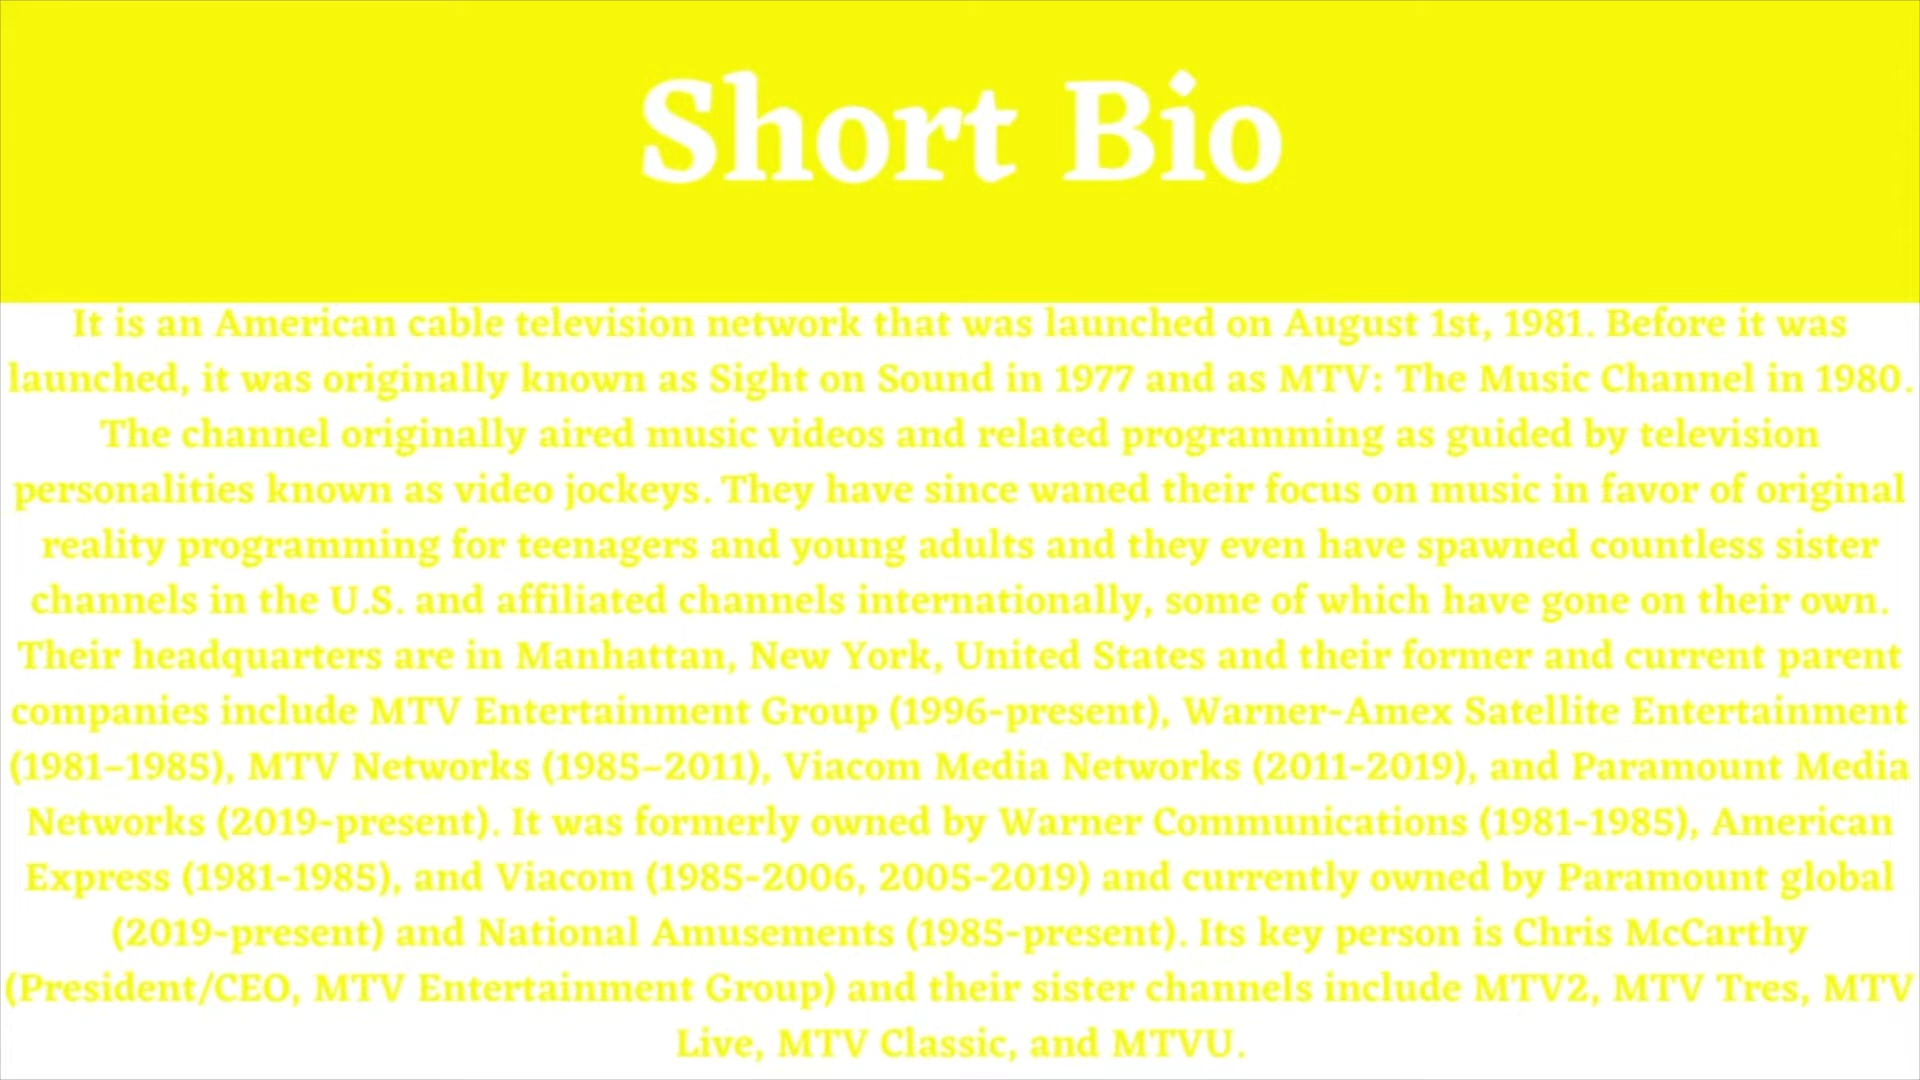 Short Bio
It is an American cable television network that was launched on August 1st, 1981. Before it was
launched, it was originally known as Sight on Sound in 1977 and as MTV: The Music Channel in 1980.
The channel originally aired music videos and related programming as guided by television
personalities known as video jockeys. They have since waned their focus on music in favor of original
reality programming for teenagers and young adults and they even have spawned countless sister
channels in the U.S. and affiliated channels internationally, some of which have gone on their own.
Their headquarters are in Manhattan, New York, United States and their former and current parent
companies include MTV Entertainment Group (1996-present), Warner-Amex Satellite Entertainment
(1981–1985), MTV Networks (1985–2011), Viacom Media Networks (2011-2019), and Paramount Media
Networks (2019-present). It was formerly owned by Warner Communications (1981-1985), American
Express (1981-1985), and Viacom (1985-2006, 2005-2019) and currently owned by Paramount global
(2019-present) and National Amusements (1985-present). Its key person is Chris McCarthy
(President/CEO, MTV Entertainment Group) and their sister channels include MTV2, MTV Tres, MTV
Live, MTV Classic, and MTVU.